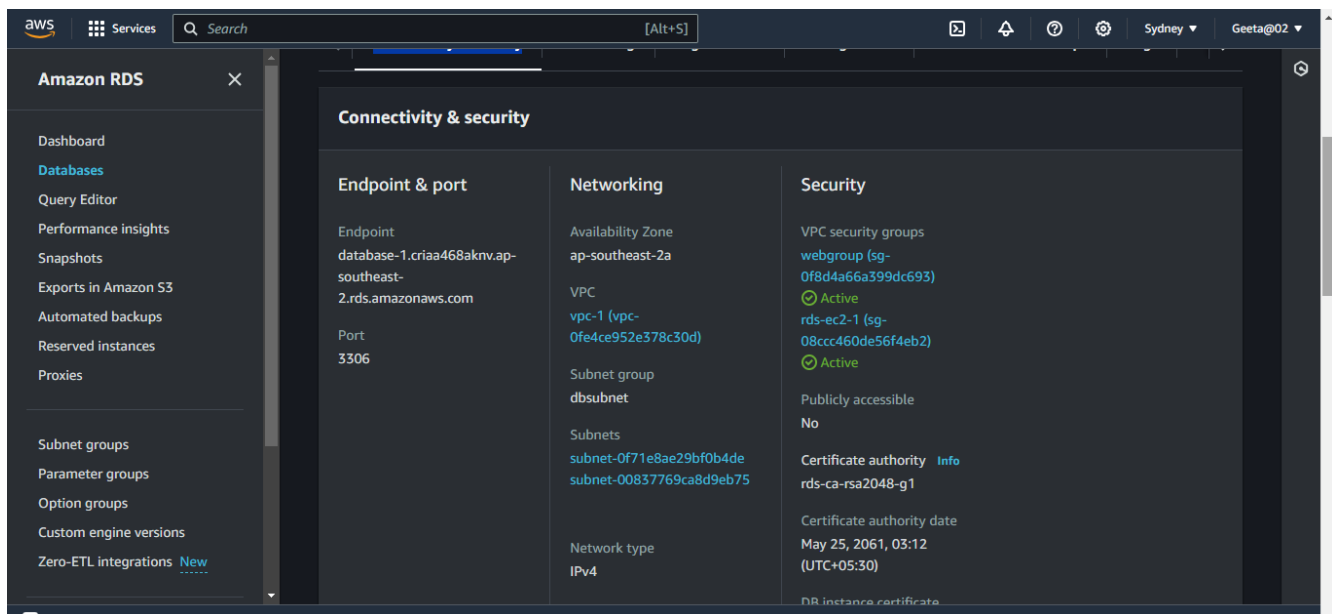 aws
Services
Search
[Alt+S]
Sydney
Geeta@02
Amazon RDS
Dashboard
Databases
Query Editor
Performance insights
Snapshots
Exports in Amazon S3
Automated backups
Reserved instances
Proxies
Subnet groups
Parameter groups
Option groups
Custom engine versions
Zero-ETL integrations New
Connectivity & security
Endpoint & port
Endpoint
database-1.criaa468aknv.ap-
southeast-
2.rds.amazonaws.com
Port
3306
Networking
Availability Zone
ap-southeast-2a
VPC
vpc-1 (vpc-
0fe4ce952e378c30d)
Subnet group
dbsubnet
Subnets
subnet-0f71e8ae29bf0b4de
subnet-00837769ca8d9eb75
Network type
IPv4
Security
VPC security groups
webgroup (sg-
0f8d4a66a399dc693)
Active
rds-ec2-1 (sg-
08ccc460de56f4eb2)
Active
Publicly accessible
No
Certificate authority Info
rds-ca-rsa2048-g1
Certificate authority date
May 25, 2061, 03:12
(UTC+05:30)
DB instance certificate